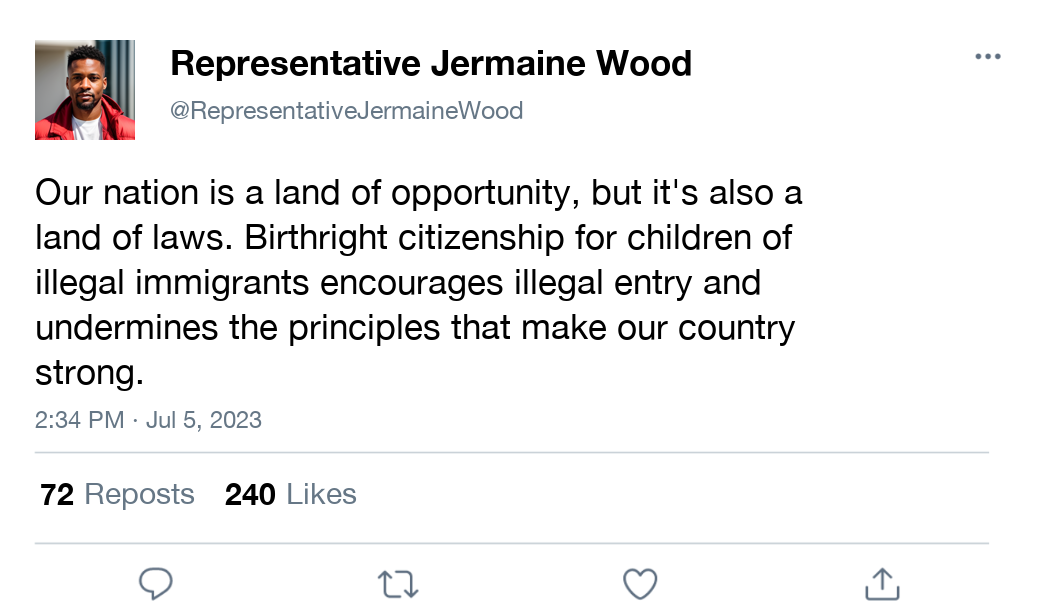 Representative Jermaine Wood
@RepresentativeJermaineWood
Our nation is a land of opportunity, but it's also a
land of laws. Birthright citizenship for children of
illegal immigrants encourages illegal entry and
undermines the principles that make our country
strong.
2:34 PM · Jul 5, 2023
72 Reposts 240 Likes